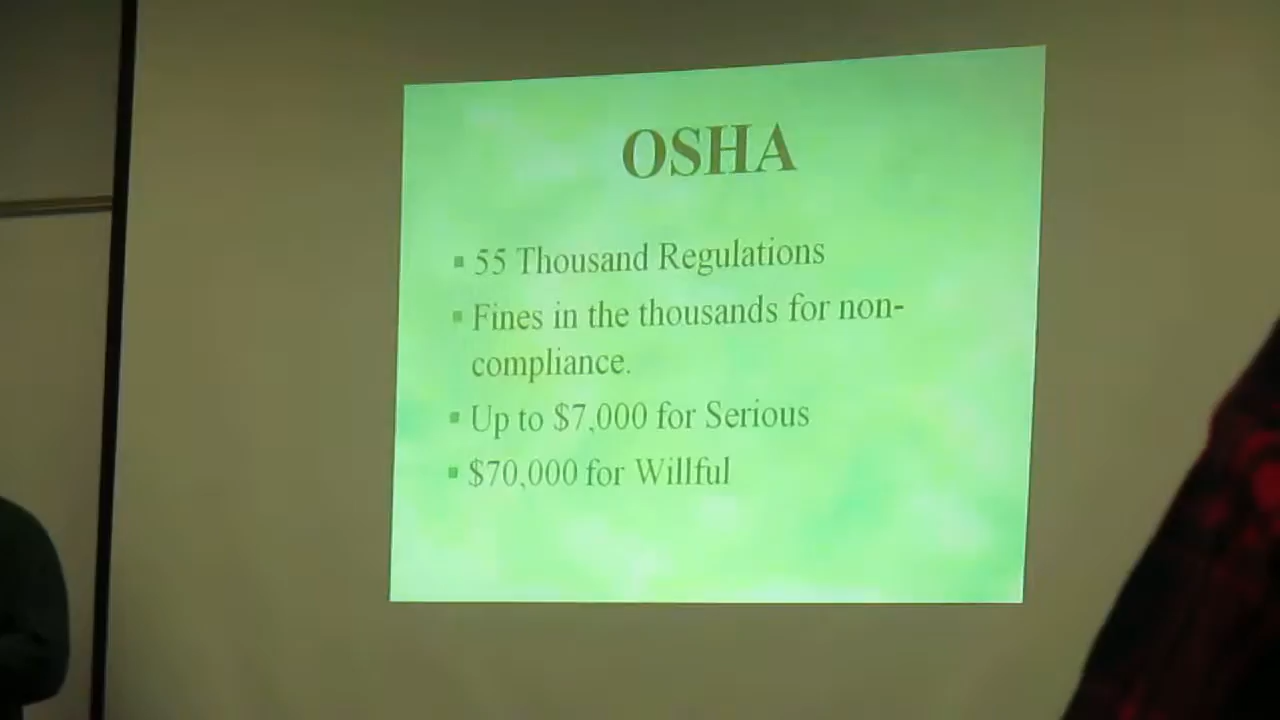 OSHA
▪ 55 Thousand Regulations
▪ Fines in the thousands for non-
compliance.
▪ Up to $7,000 for Serious
▪ $70,000 for Willful